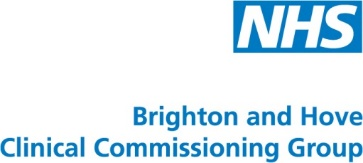 NHS
Brighton and Hove
Clinical Commissioning Group